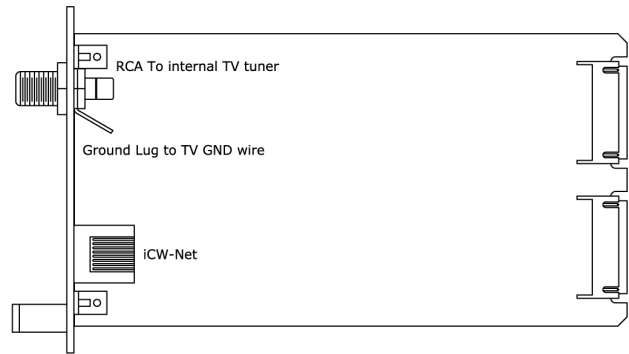 RCA To internal TV tuner
Ground Lug to TV GND wire
iCW-Net